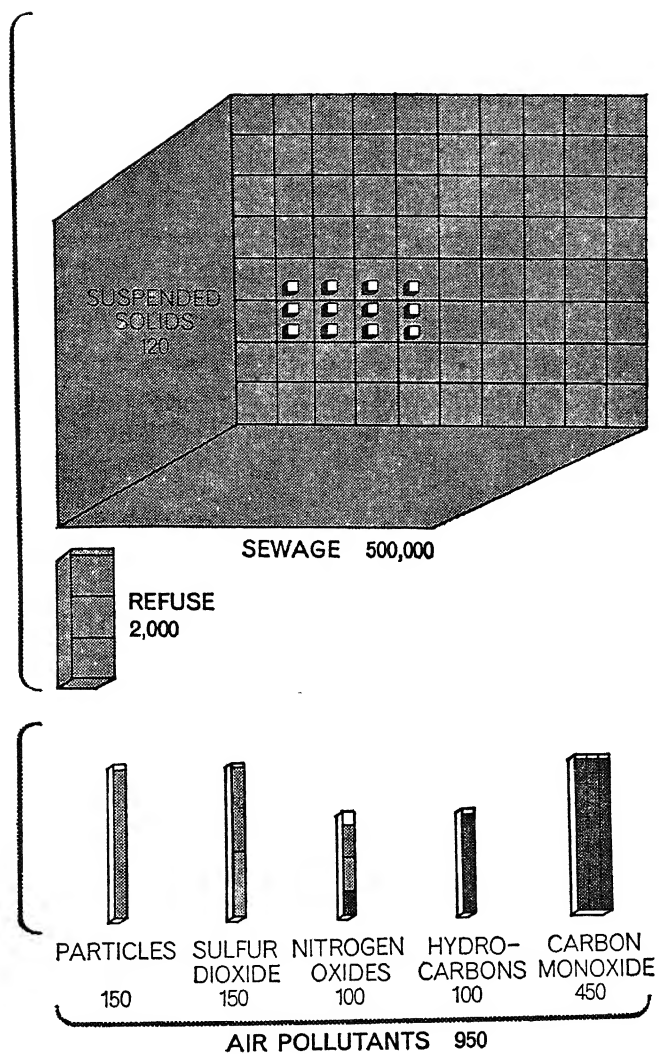 SUSPENDED
SOLIDS
120
SEWAGE 500,000
REFUSE
2,000
PARTICLES
150
SULFUR
DIOXIDE
150
NITROGEN
OXIDES
100
HYDRO-
CARBONS
100
CARBON
MONOXIDE
450
AIR POLLUTANTS 950